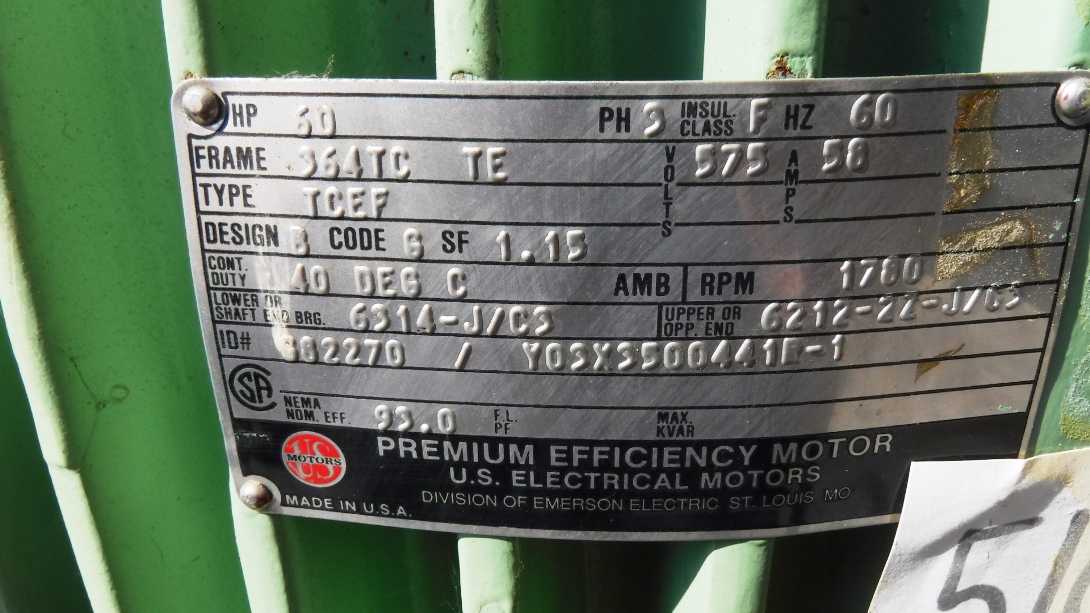 HP 60 PH 3 INSUL. CLASS F HZ 60
FRAME 364TC TE VOLTS 575 AMPS 58
TYPE TCEF
DESIGN B CODE G SF 1.15
CONT. DUTY 40 DEG C AMB RPM 1780
LOWER OR SHAFT END BRG. 6314-J/C3 UPPER OR OPP. END 6212-2Z-J/C3
ID# / 
SA
NEMA NOM. EFF. 93.0 F.L. PF MAX. KVAR
US MOTORS PREMIUM EFFICIENCY MOTOR
U.S. ELECTRICAL MOTORS
DIVISION OF EMERSON ELECTRIC ST. LOUIS MO
MADE IN U.S.A.
5